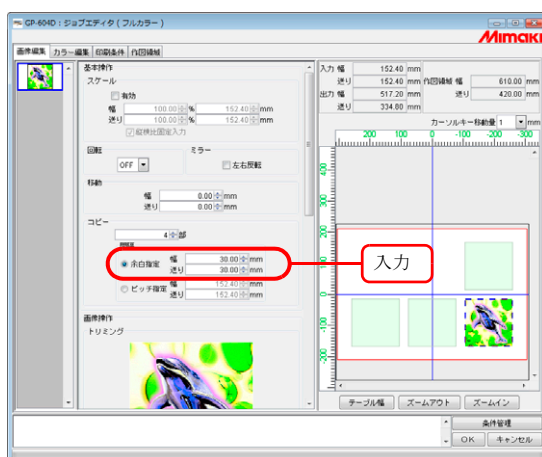 GP-604D : ジョブエディタ ( フルカラー )
Mimaki
画像編集 カラー編集 印刷条件 作図領域
基本操作
スケール
有効
幅 100.00 % 152.40 mm
送り 100.00 % 152.40 mm
縦横比固定入力
回転
OFF
ミラー
左右反転
移動
幅 0.00 mm
送り 0.00 mm
コピー
4 部
間隔
余白指定 幅 30.00 mm
送り 30.00 mm
ピッチ指定 幅 152.40 mm
送り 152.40 mm
画像操作
トリミング
入力 幅 152.40 mm
送り 152.40 mm 作図領域 幅 610.00 mm
出力 幅 517.20 mm 送り 420.00 mm
送り 334.80 mm
カーソルキー移動量 1 mm
200 100 0 -100 -200 -300
入力
テーブル幅 ズームアウト ズームイン
条件管理
OK キャンセル